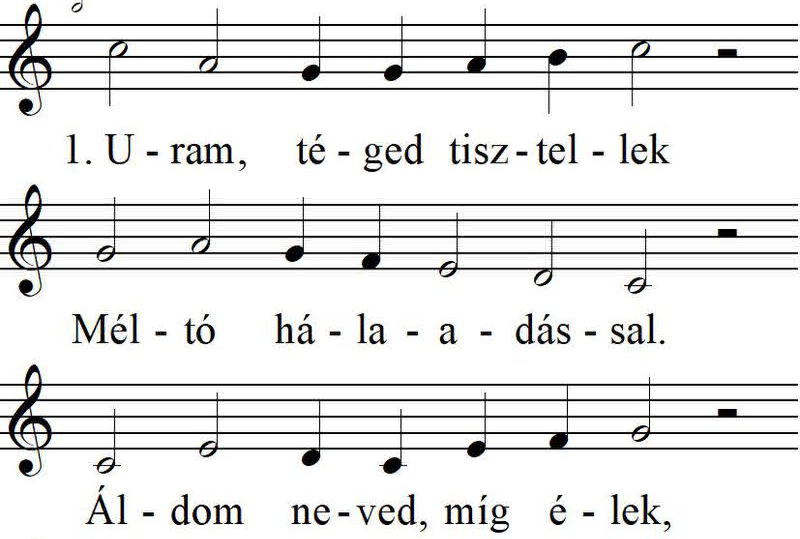 1. U - ram, té - ged tisz - tel - lek
Mél - tó há - la - a - dás - sal.
Ál - dom ne - ved, míg é - lek,